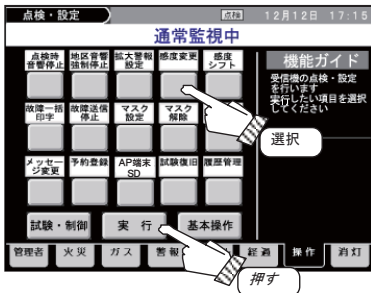 点検・設定
点検
12月12日 17:15
通常監視中
点検時 地区音響 拡大警報 感度変更 感度
音響停止 強制停止 設定 シフト
故障一括 故障送信 マスク マスク
印字 停止 設定 解除
メッセー 予約登録 AP端末 試験復旧 履歴管理
ジ変更 SD
機能ガイド
受信機の点検・設定
を行います
実行したい項目を選択
してください
選択
試験・制御 実 行 基本操作
管理者 火災 ガス 警報 経過 操作 消灯
押す